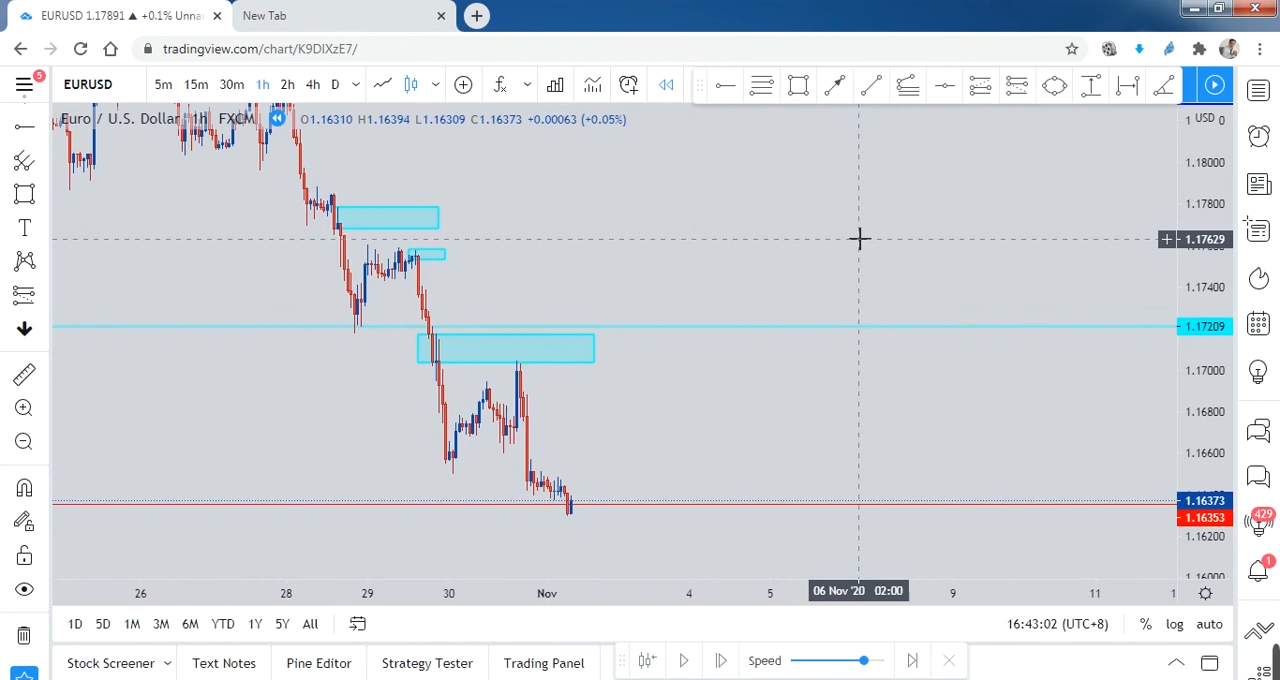 EURUSD 1.17891 ▲ +0.1% Unna
New Tab
tradingview.com/chart/K9DIXzE7/
5
EURUSD
5m 15m 30m 1h 2h 4h D
Euro / U.S. Dollar, 1h, FXCM
O1.16310 H1.16394 L1.16309 C1.16373 +0.00063 (+0.05%)
USD
1.18000
1.17800
1.17629
1.17400
1.17209
1.17000
1.16800
1.16600
1.16373
1.16353
1.16200
1.16000
26 28 29 30 Nov 4 5 06 Nov '20 02:00 9 11 1
1D 5D 1M 3M 6M YTD 1Y 5Y All
16:43:02 (UTC+8) % log auto
Stock Screener Text Notes Pine Editor Strategy Tester Trading Panel
Speed
429
1